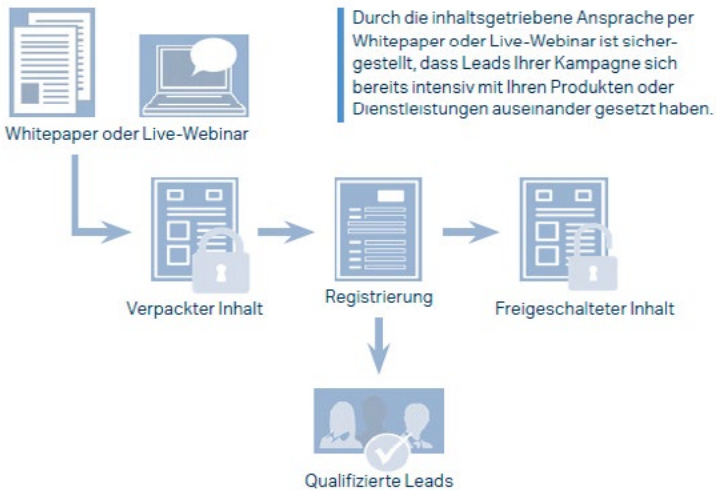 Durch die inhaltsgetriebene Ansprache per
Whitepaper oder Live-Webinar ist sicher-
gestellt, dass Leads Ihrer Kampagne sich
bereits intensiv mit Ihren Produkten oder
Dienstleistungen auseinander gesetzt haben.
Whitepaper oder Live-Webinar
Verpackter Inhalt
Registrierung
Freigeschalteter Inhalt
Qualifizierte Leads